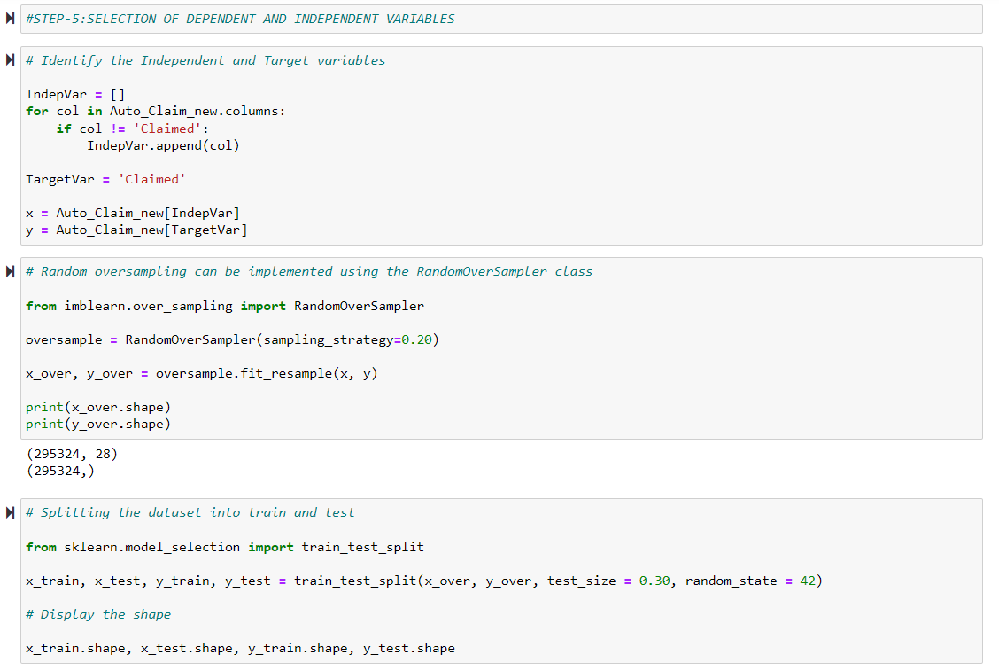 #STEP-5:SELECTION OF DEPENDENT AND INDEPENDENT VARIABLES
# Identify the Independent and Target variables
IndepVar = []
for col in Auto_Claim_new.columns:
    if col != 'Claimed':
        IndepVar.append(col)
TargetVar = 'Claimed'
x = Auto_Claim_new[IndepVar]
y = Auto_Claim_new[TargetVar]
# Random oversampling can be implemented using the RandomOverSampler class
from imblearn.over_sampling import RandomOverSampler
oversample = RandomOverSampler(sampling_strategy=0.20)
x_over, y_over = oversample.fit_resample(x, y)
print(x_over.shape)
print(y_over.shape)
(295324, 28)
(295324,)
# Splitting the dataset into train and test
from sklearn.model_selection import train_test_split
x_train, x_test, y_train, y_test = train_test_split(x_over, y_over, test_size = 0.30, random_state = 42)
# Display the shape
x_train.shape, x_test.shape, y_train.shape, y_test.shape